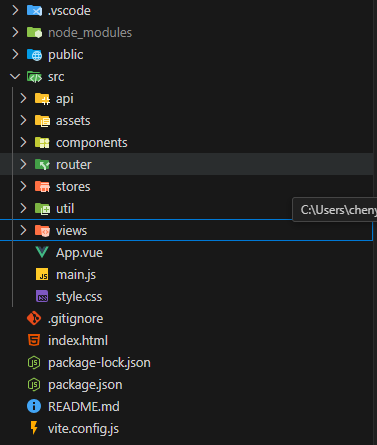 .vscode
node_modules
public
src
api
assets
components
router
stores
util
C:\Users\cheny
views
App.vue
main.js
style.css
.gitignore
index.html
package-lock.json
package.json
README.md
vite.config.js